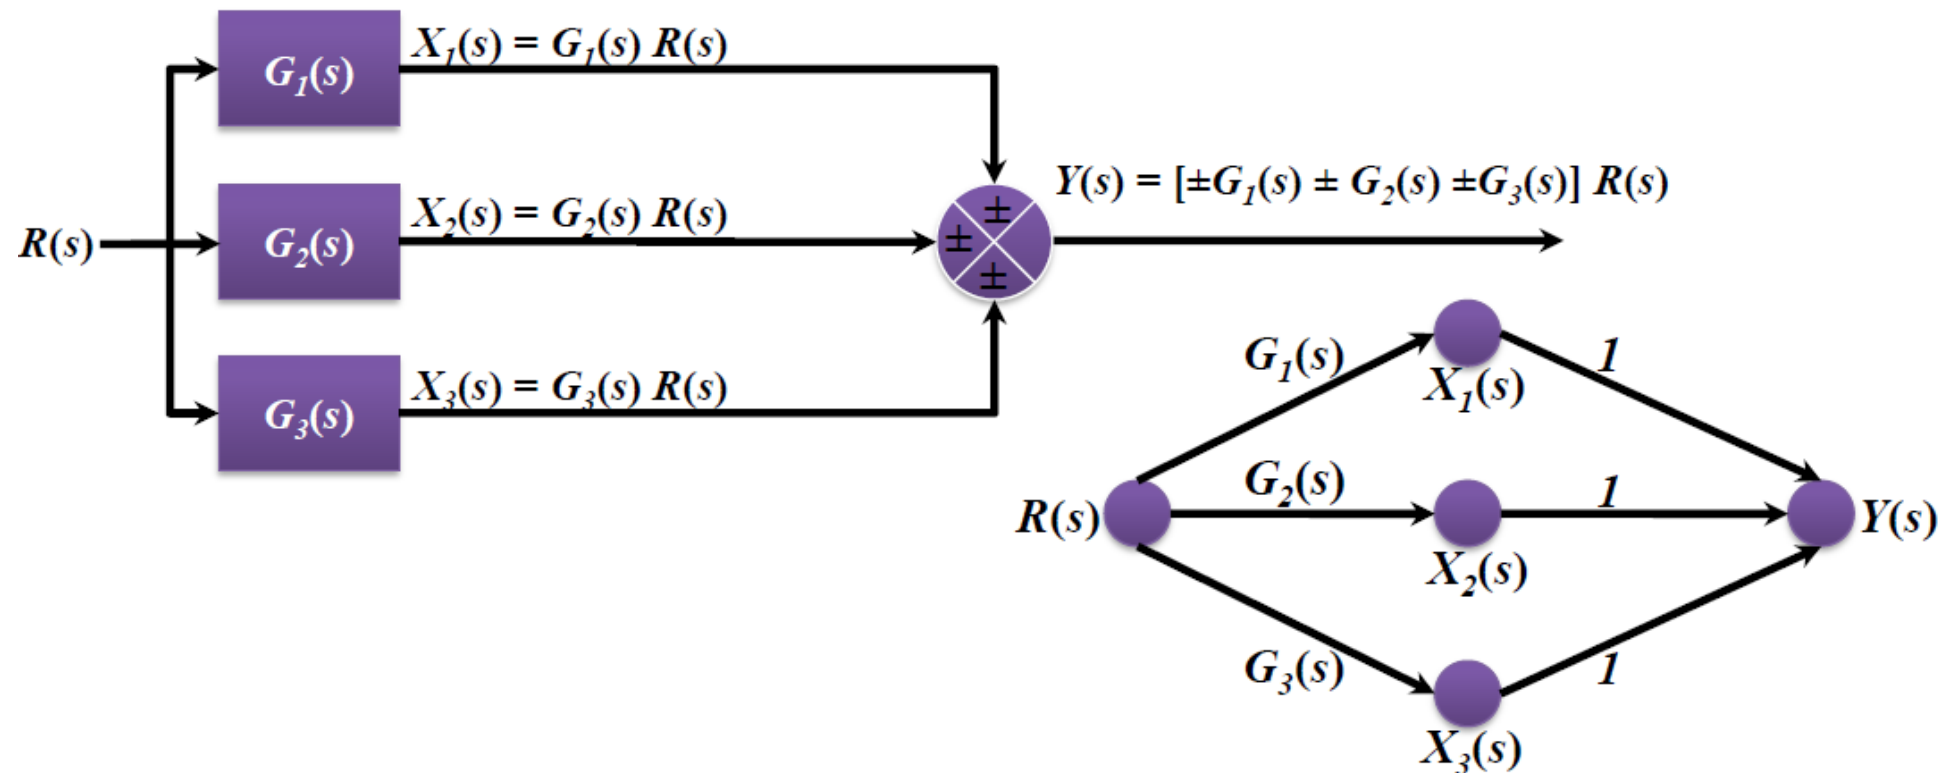 G₁(s)
X₁(s) = G₁(s) R(s)
R(s)
G₂(s)
X₂(s) = G₂(s) R(s)
±
±
±
Y(s) = [±G₁(s) ± G₂(s) ±G₃(s)] R(s)
G₃(s)
X₃(s) = G₃(s) R(s)
G₁(s)
X₁(s)
1
R(s)
G₂(s)
X₂(s)
1
Y(s)
G₃(s)
X₃(s)
1